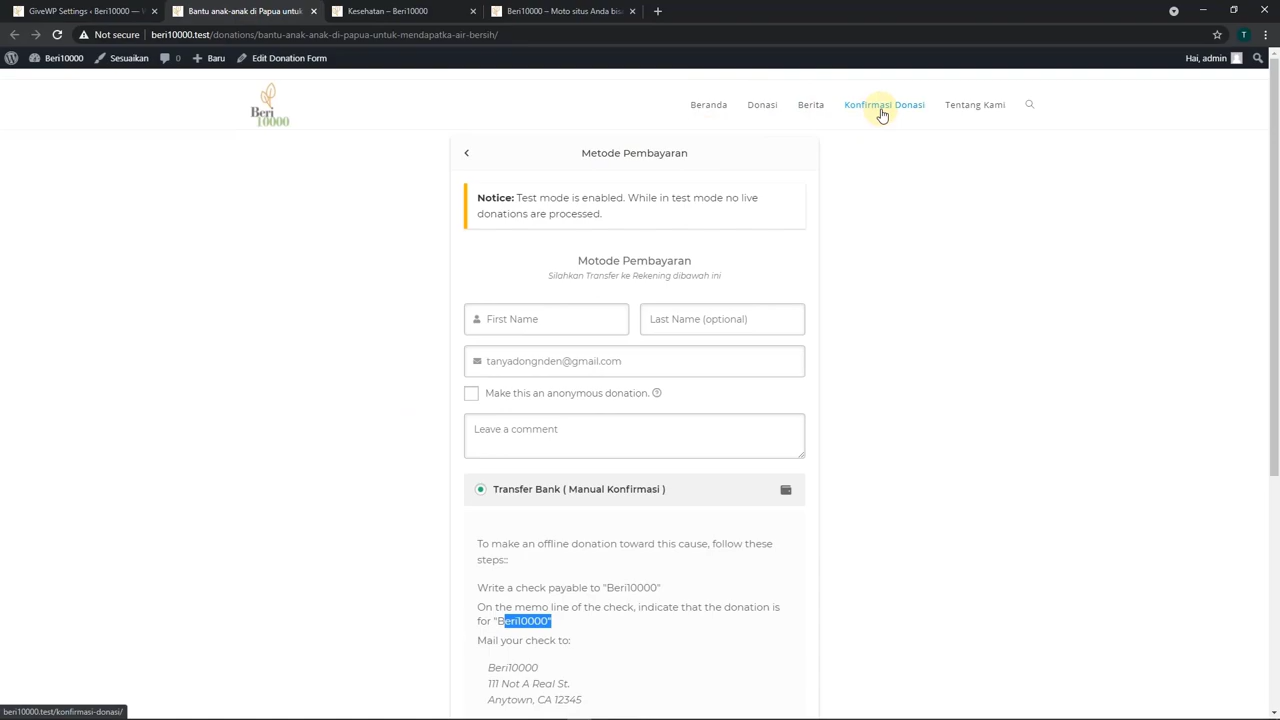 GiveWP Settings ‹ Beri10000 — W
Bantu anak-anak di Papua untuk
Kesehatan – Beri10000
Beri10000 – Moto situs Anda bisa
Not secure
beri10000.test/donations/bantu-anak-anak-di-papua-untuk-mendapatka-air-bersih/
T
Beri10000
Sesuaikan
0
Baru
Edit Donation Form
Hai, admin
Beri
10000
Beranda
Donasi
Berita
Konfirmasi Donasi
Tentang Kami
Metode Pembayaran
Notice: Test mode is enabled. While in test mode no live
donations are processed.
Motode Pembayaran
Silahkan Transfer ke Rekening dibawah ini
First Name
Last Name (optional)
tanyadongnden@gmail.com
Make this an anonymous donation.
Leave a comment
Transfer Bank ( Manual Konfirmasi )
To make an offline donation toward this cause, follow these
steps::
Write a check payable to "Beri10000"
On the memo line of the check, indicate that the donation is
for "Beri10000"
Mail your check to:
Beri10000
111 Not A Real St.
Anytown, CA 12345
beri10000.test/konfirmasi-donasi/